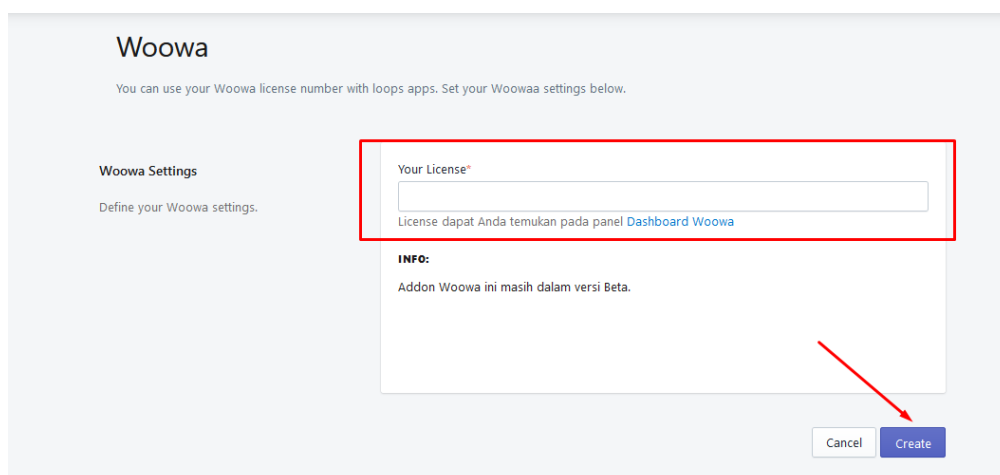 Woowa
You can use your Woowa license number with loops apps. Set your Woowaa settings below.
Woowa Settings
Define your Woowa settings.
Your License*
License dapat Anda temukan pada panel Dashboard Woowa
INFO:
Addon Woowa ini masih dalam versi Beta.
Cancel
Create